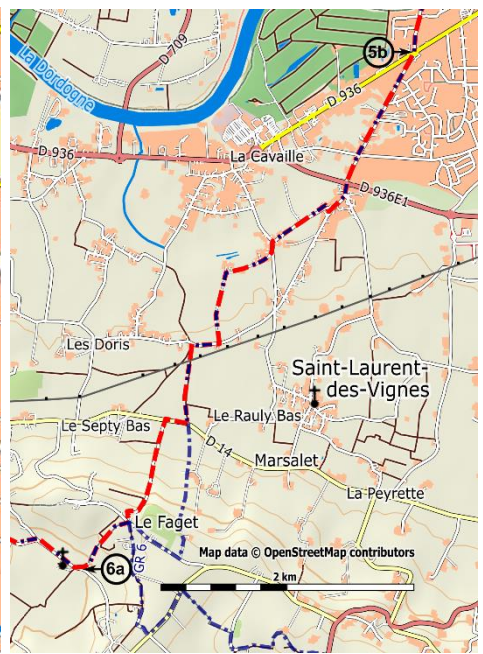 La Dordogne
D 709
5b
D 936
La Cavaille
D 936
D 936E1
Les Doris
Saint-Laurent-
des-Vignes
Le Rauly Bas
Le Septy Bas
D 14
Marsalet
La Peyrette
Le Faget
GR 6
Map data © OpenStreetMap contributors
2 km
6a